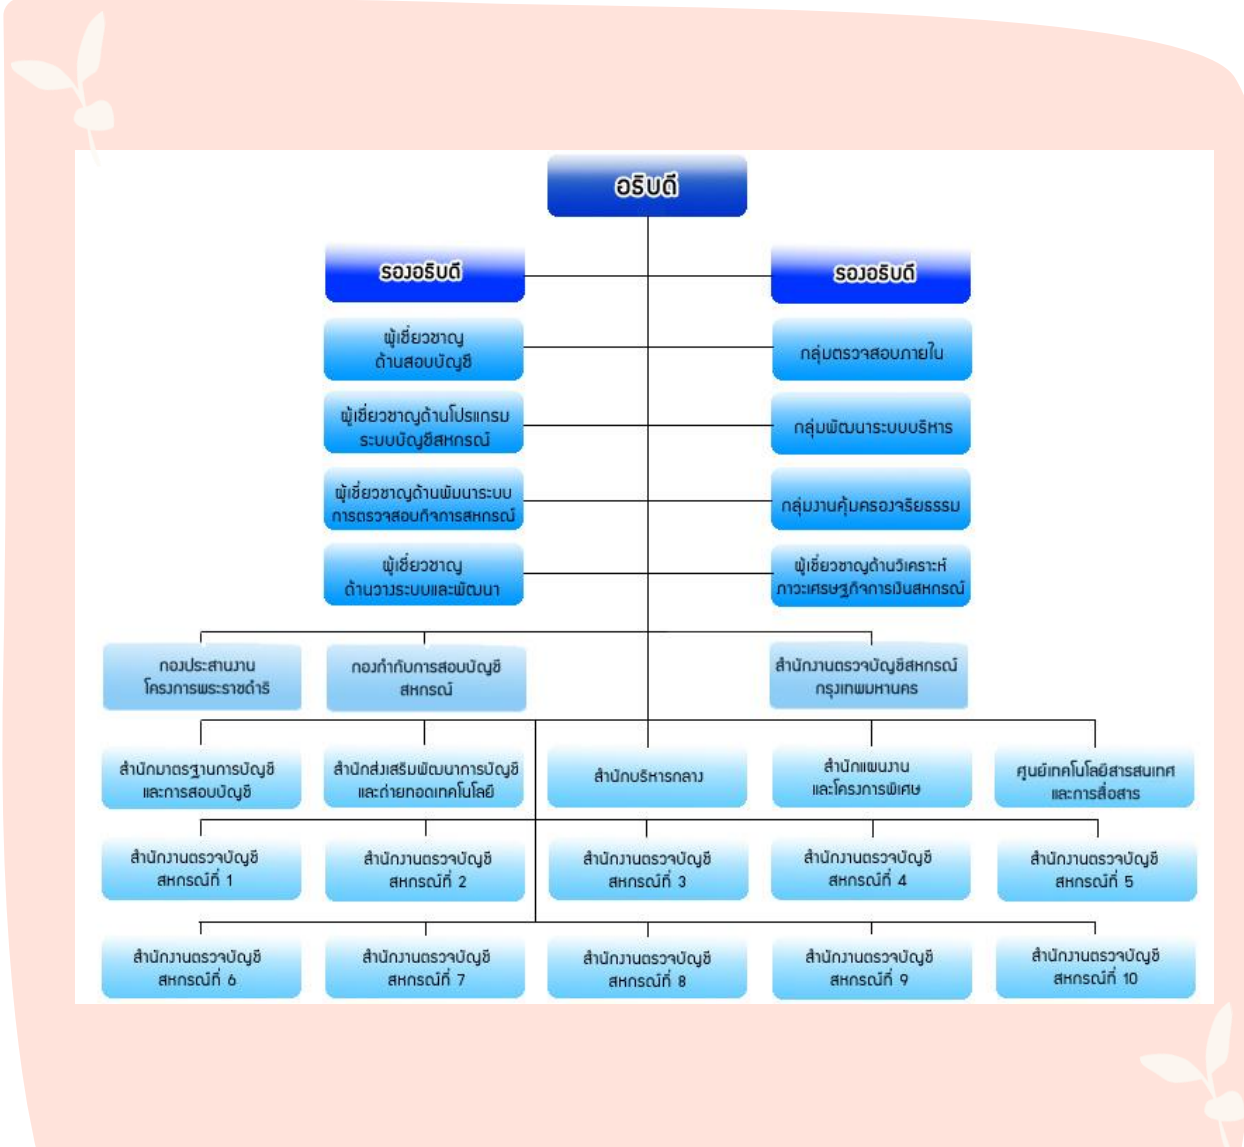 อธิบดี
รองอธิบดี
รองอธิบดี
ผู้เชี่ยวชาญ
ด้านสอบบัญชี
กลุ่มตรวจสอบภายใน
ผู้เชี่ยวชาญด้านโปรแกรม
ระบบบัญชีสหกรณ์
กลุ่มพัฒนาระบบบริหาร
ผู้เชี่ยวชาญด้านพัมนาระบบ
การตรวจสอบกิจการสหกรณ์
กลุ่มงานคุ้มครองจริยธรรม
ผู้เชี่ยวชาญ
ด้านวางระบบและพัฒนา
ผู้เชี่ยวชาญด้านวิเคราะห์
ภาวะเศรษฐกิจการเงินสหกรณ์
กองประสานงาน
โครงการพระราชดำริ
กองกำกับการสอบบัญชี
สหกรณ์
สำนักงานตรวจบัญชีสหกรณ์
กรุงเทพมหานคร
สำนักมาตรฐานการบัญชี
และการสอบบัญชี
สำนักส่งเสริมพัฒนาการบัญชี
และถ่ายทอดเทคโนโลยี
สำนักบริหารกลาง
สำนักแผนงาน
และโครงการพิเศษ
ศูนย์เทคโนโลยีสารสนเทศ
และการสื่อสาร
สำนักงานตรวจบัญชี
สหกรณ์ที่ 1
สำนักงานตรวจบัญชี
สหกรณ์ที่ 2
สำนักงานตรวจบัญชี
สหกรณ์ที่ 3
สำนักงานตรวจบัญชี
สหกรณ์ที่ 4
สำนักงานตรวจบัญชี
สหกรณ์ที่ 5
สำนักงานตรวจบัญชี
สหกรณ์ที่ 6
สำนักงานตรวจบัญชี
สหกรณ์ที่ 7
สำนักงานตรวจบัญชี
สหกรณ์ที่ 8
สำนักงานตรวจบัญชี
สหกรณ์ที่ 9
สำนักงานตรวจบัญชี
สหกรณ์ที่ 10